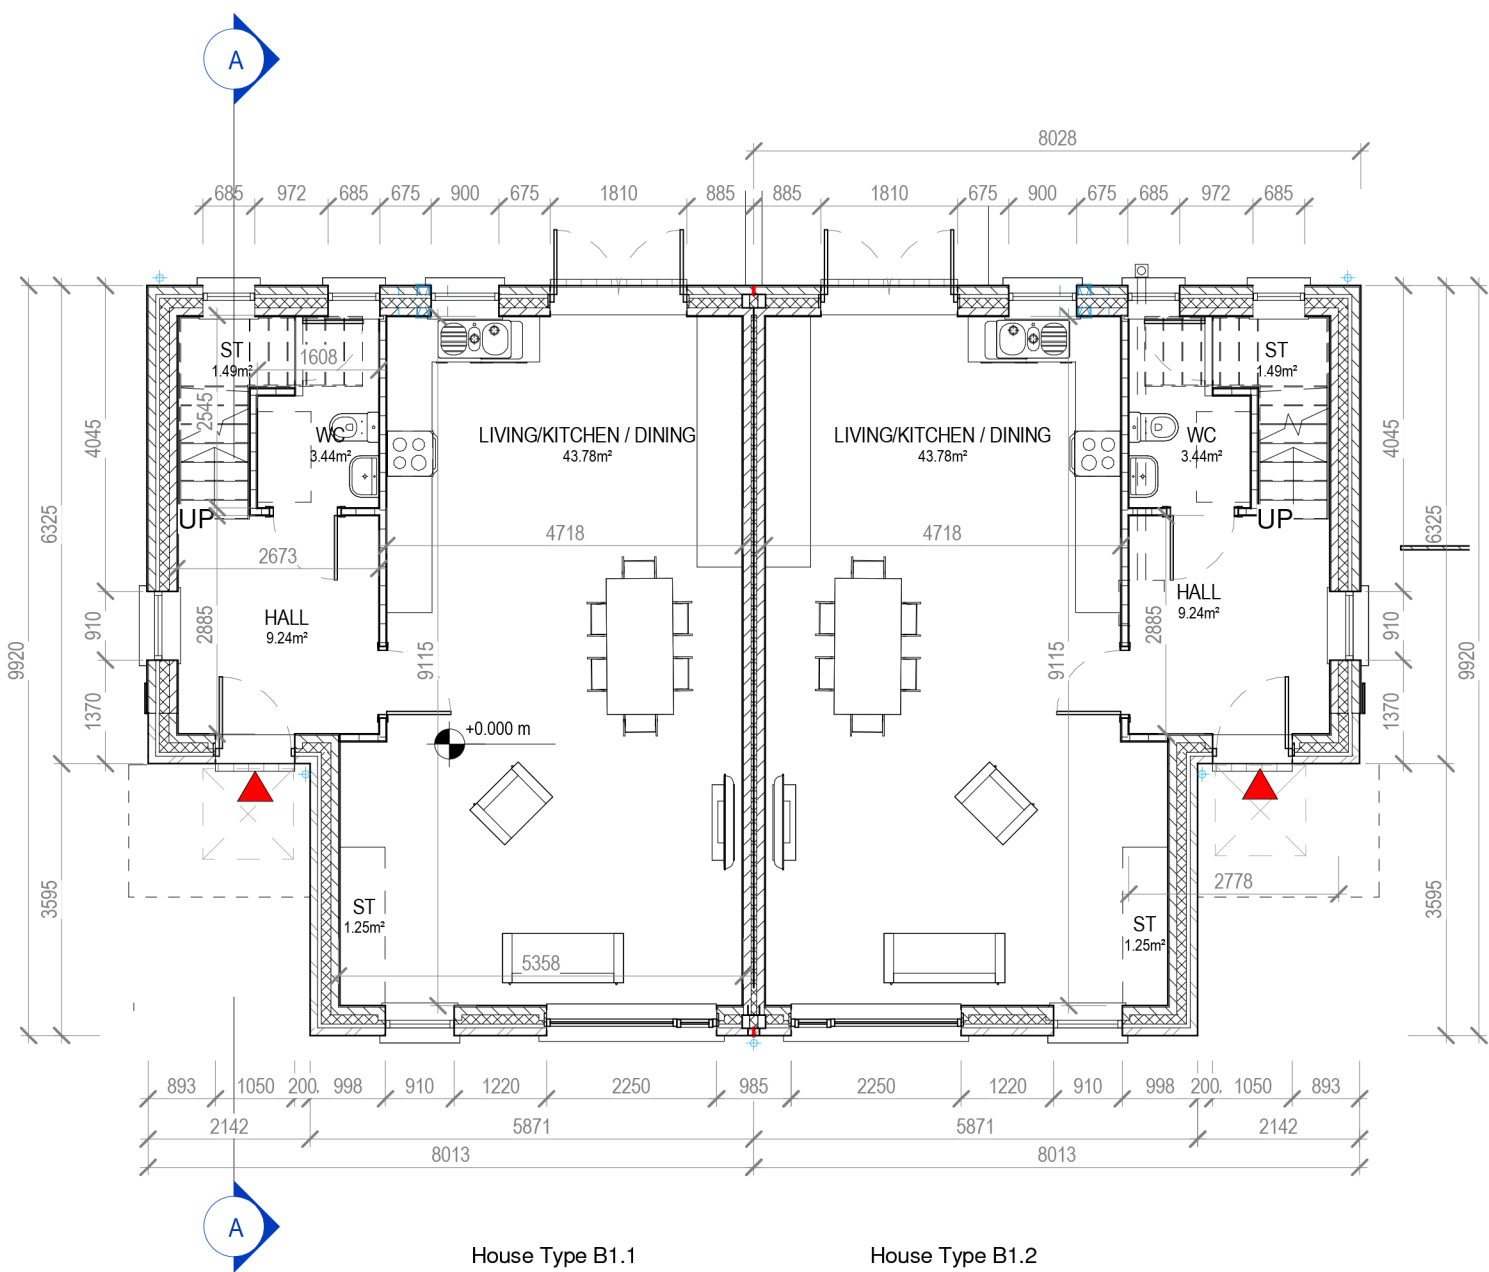 A
8028
685 972 685 675 900 675 1810 885 885 1810 675 900 675 685 972 685
ST
1.49m²
1608
ST
1.49m²
2545
4045
WC
3.44m²
LIVING/KITCHEN / DINING
43.78m²
LIVING/KITCHEN / DINING
43.78m²
WC
3.44m²
4045
UP
UP
6325
4718
4718
6325
2673
HALL
9.24m²
HALL
9.24m²
2885
2885
910
910
9920
9115
9115
9920
1370
1370
+0.000 m
3595
ST
1.25m²
2778
ST
1.25m²
3595
5358
893 1050 200. 998 910 1220 2250 985 2250 1220 910 998 200. 1050 893
2142 5871 5871 2142
8013 8013
A
House Type B1.1 House Type B1.2